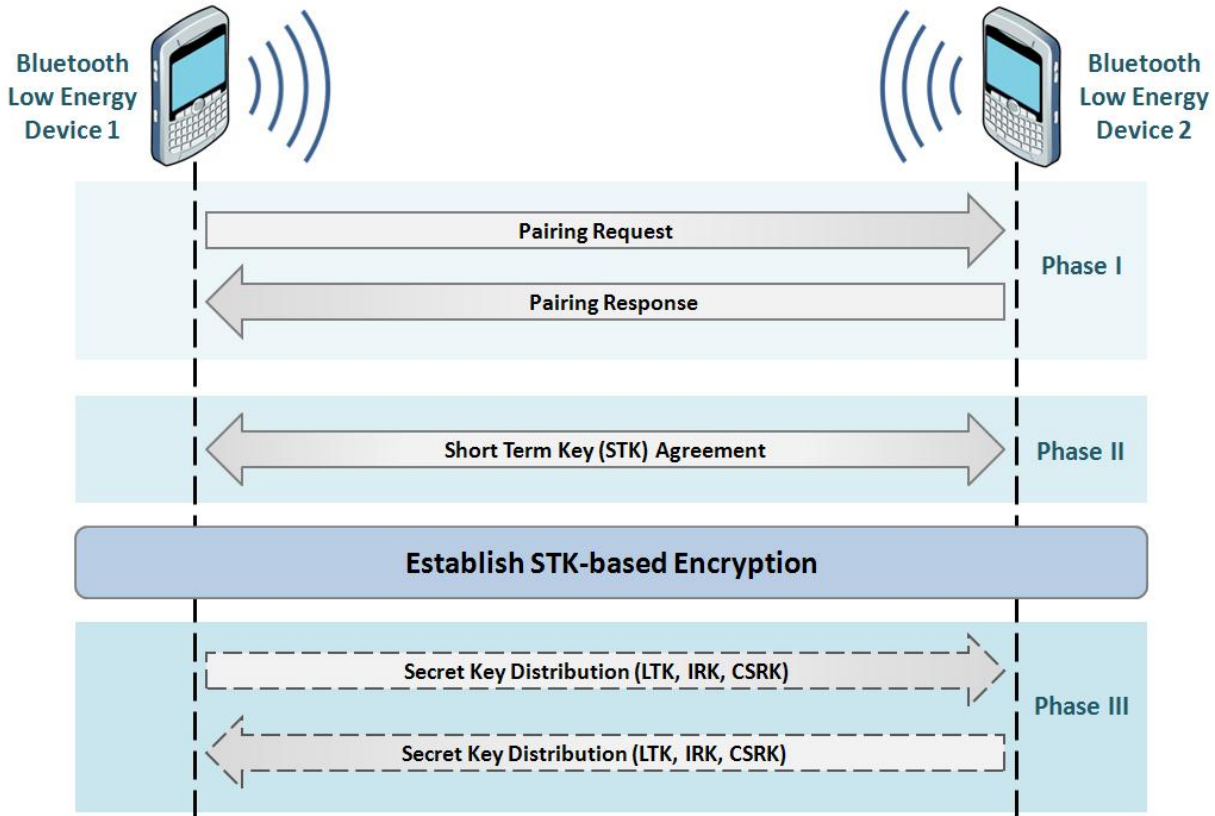 Bluetooth
Low Energy
Device 1
Bluetooth
Low Energy
Device 2
Pairing Request
Phase I
Pairing Response
Short Term Key (STK) Agreement
Phase II
Establish STK-based Encryption
Secret Key Distribution (LTK, IRK, CSRK)
Phase III
Secret Key Distribution (LTK, IRK, CSRK)